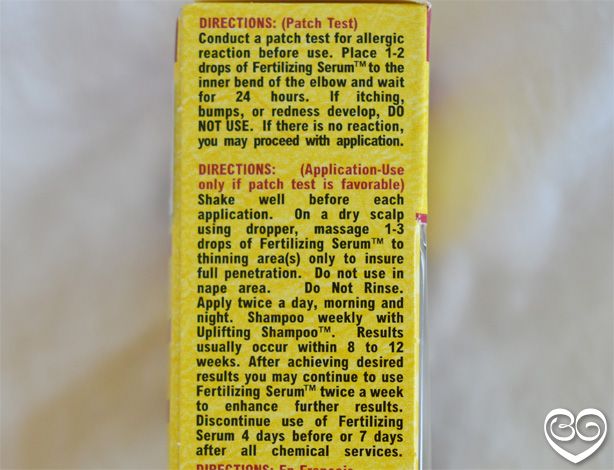 DIRECTIONS: (Patch Test)
Conduct a patch test for allergic
reaction before use. Place 1-2
drops of Fertilizing Serum™ to the
inner bend of the elbow and wait
for 24 hours. If itching,
bumps, or redness develop, DO
NOT USE. If there is no reaction,
you may proceed with application.
DIRECTIONS: (Application-Use
only if patch test is favorable)
Shake well before each
application. On a dry scalp
using dropper, massage 1-3
drops of Fertilizing Serum™ to
thinning area(s) only to insure
full penetration. Do not use in
nape area. Do Not Rinse.
Apply twice a day, morning and
night. Shampoo weekly with
Uplifting Shampoo™. Results
usually occur within 8 to 12
weeks. After achieving desired
results you may continue to use
Fertilizing Serum™ twice a week
to enhance further results.
Discontinue use of Fertilizing
Serum 4 days before or 7 days
after all chemical services.
DIRECTIONS: En Français